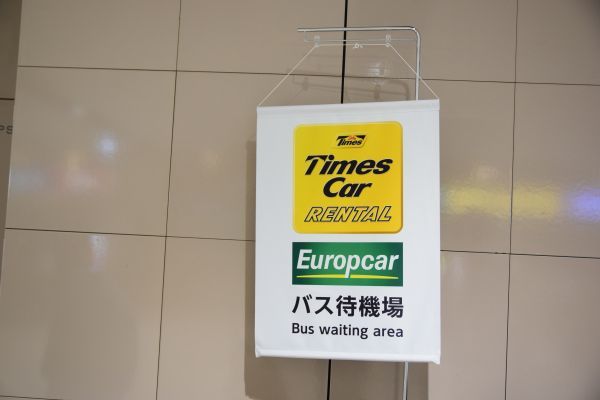 Times
Times
Car
RENTAL
Europcar
バス待機場
Bus waiting area